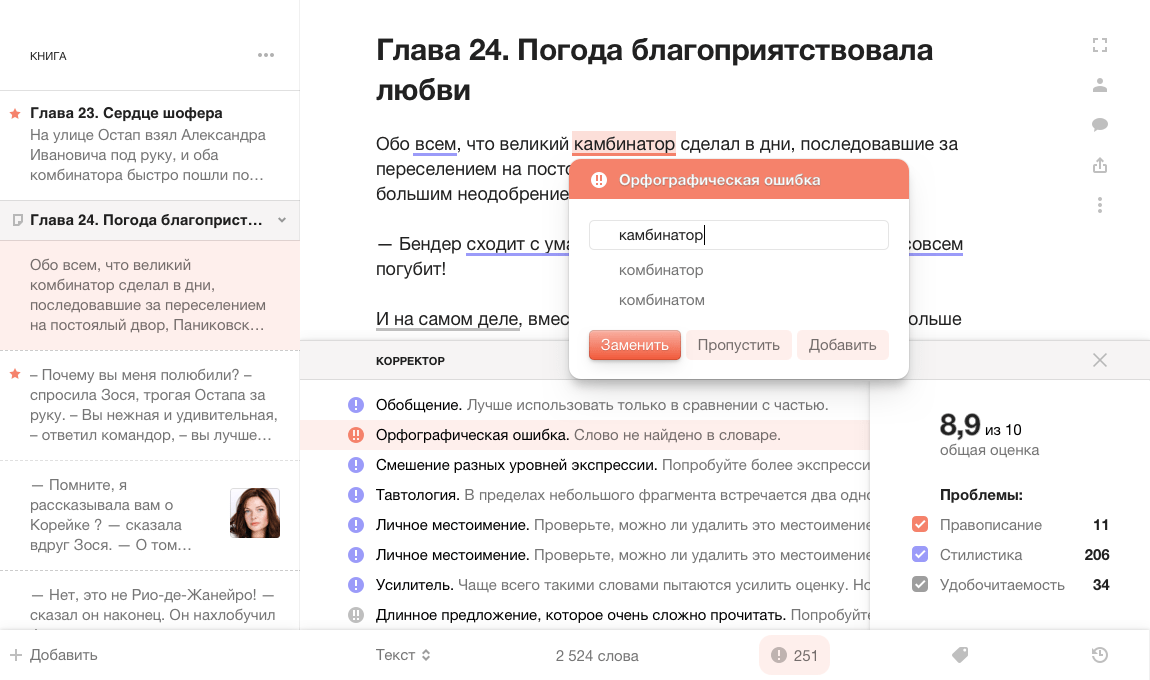 КНИГА
Глава 23. Сердце шофера
На улице Остап взял Александра
Ивановича под руку, и оба
комбинатора быстро пошли по…
Глава 24. Погода благоприст…
Обо всем, что великий
комбинатор сделал в дни,
последовавшие за переселением
на постоялый двор, Паниковск…
– Почему вы меня полюбили? –
спросила Зося, трогая Остапа за
руку. – Вы нежная и удивительная,
– ответил командор, – вы лучше…
— Помните, я
рассказывала вам о
Корейке ? — сказала
вдруг Зося. — О том…
— Нет, это не Рио-де-Жанейро! —
сказал он наконец. Он нахлобучил
Добавить
Глава 24. Погода благоприятствовала
любви
Обо всем, что великий камбинатор сделал в дни, последовавшие за
переселением на пост
большим неодобрение
— Бендер сходит с ума совсем
погубит!
И на самом деле, вмес ольше
Орфографическая ошибка
камбинатор
комбинатор
комбинатом
Заменить Пропустить Добавить
КОРРЕКТОР
Обобщение. Лучше использовать только в сравнении с частью.
Орфографическая ошибка. Слово не найдено в словаре.
Смешение разных уровней экспрессии. Попробуйте более экспресси
Тавтология. В пределах небольшого фрагмента встречается два одно
Личное местоимение. Проверьте, можно ли удалить это местоимение
Личное местоимение. Проверьте, можно ли удалить это местоимение
Усилитель. Чаще всего такими словами пытаются усилить оценку. Но
Длинное предложение, которое очень сложно прочитать. Попробуйте
8,9 из 10
общая оценка
Проблемы:
Правописание 11
Стилистика 206
Удобочитаемость 34
Текст
2 524 слова
251